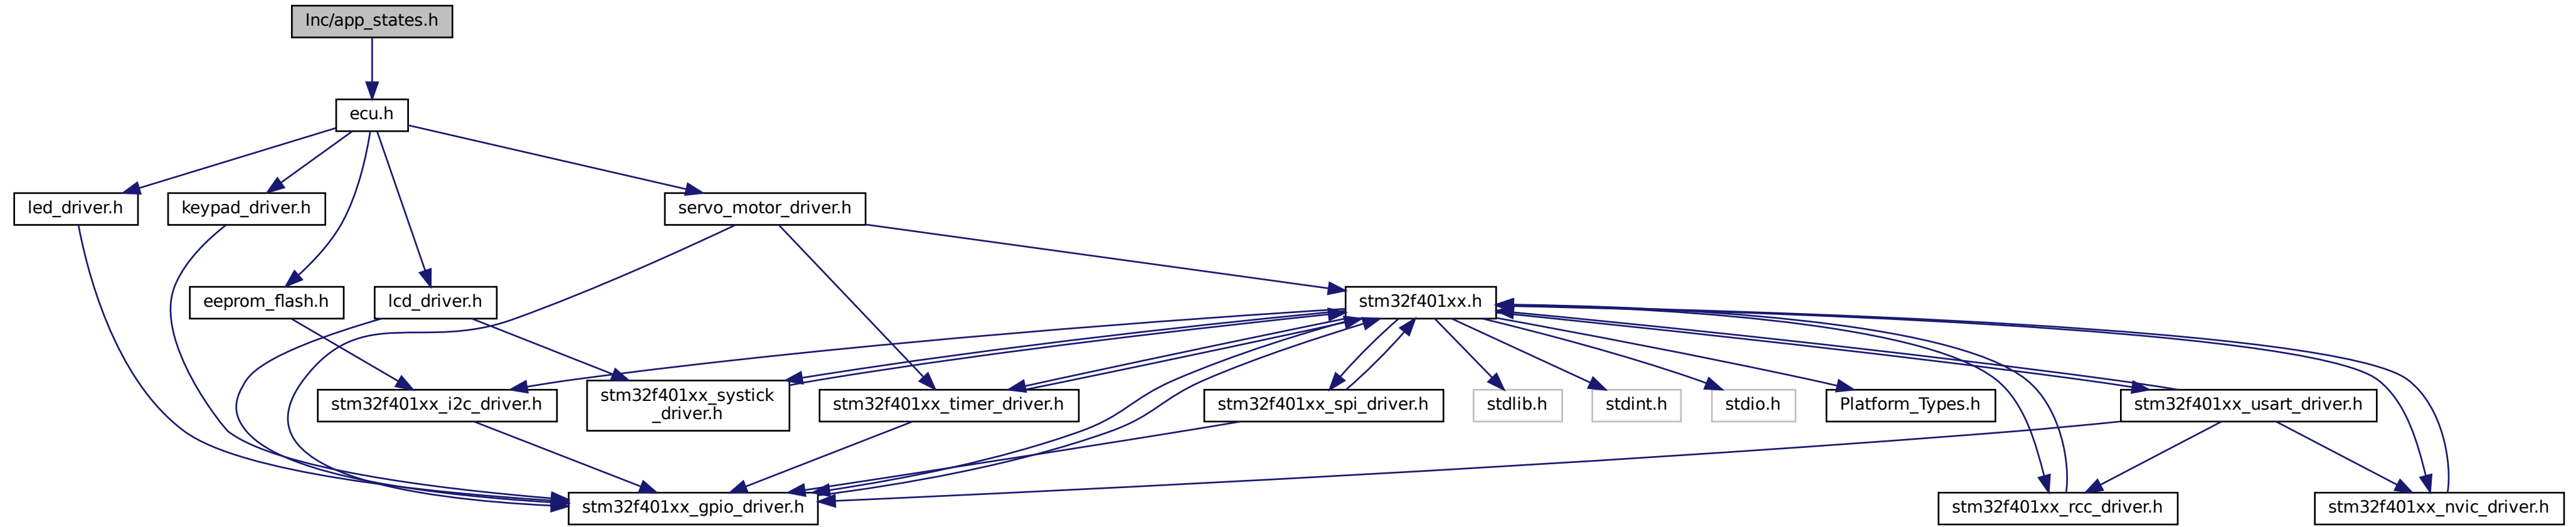 Inc/app_states.h
ecu.h
led_driver.h
keypad_driver.h
servo_motor_driver.h
eeprom_flash.h
lcd_driver.h
stm32f401xx.h
stm32f401xx_i2c_driver.h
stm32f401xx_systick
_driver.h
stm32f401xx_timer_driver.h
stm32f401xx_spi_driver.h
stdlib.h
stdint.h
stdio.h
Platform_Types.h
stm32f401xx_usart_driver.h
stm32f401xx_gpio_driver.h
stm32f401xx_rcc_driver.h
stm32f401xx_nvic_driver.h